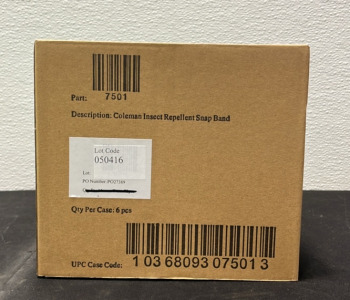 Part: 7501
Description: Coleman Insect Repellent Snap Band
Lot Code
050416
Lot
PO Number:
Qty Per Case: 6 pcs
UPC Case Code: 1 03 68093 07501 3